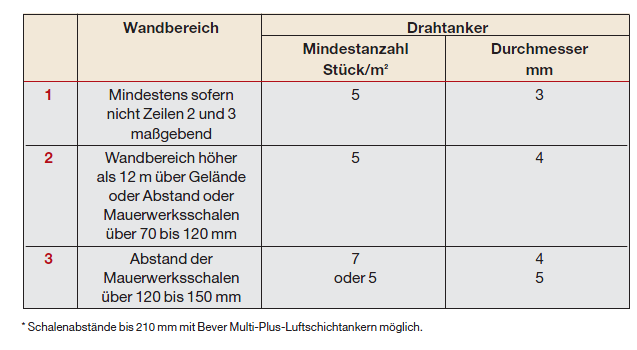 Wandbereich Drahtanker
Mindestanzahl Durchmesser
Stück/m² mm
1 Mindestens sofern 5 3
nicht Zeilen 2 und 3
maßgebend
2 Wandbereich höher 5 4
als 12 m über Gelände
oder Abstand oder
Mauerwerksschalen
über 70 bis 120 mm
3 Abstand der 7 4
Mauerwerksschalen oder 5 5
über 120 bis 150 mm
* Schalenabstände bis 210 mm mit Bever Multi-Plus-Luftschichtankern möglich.